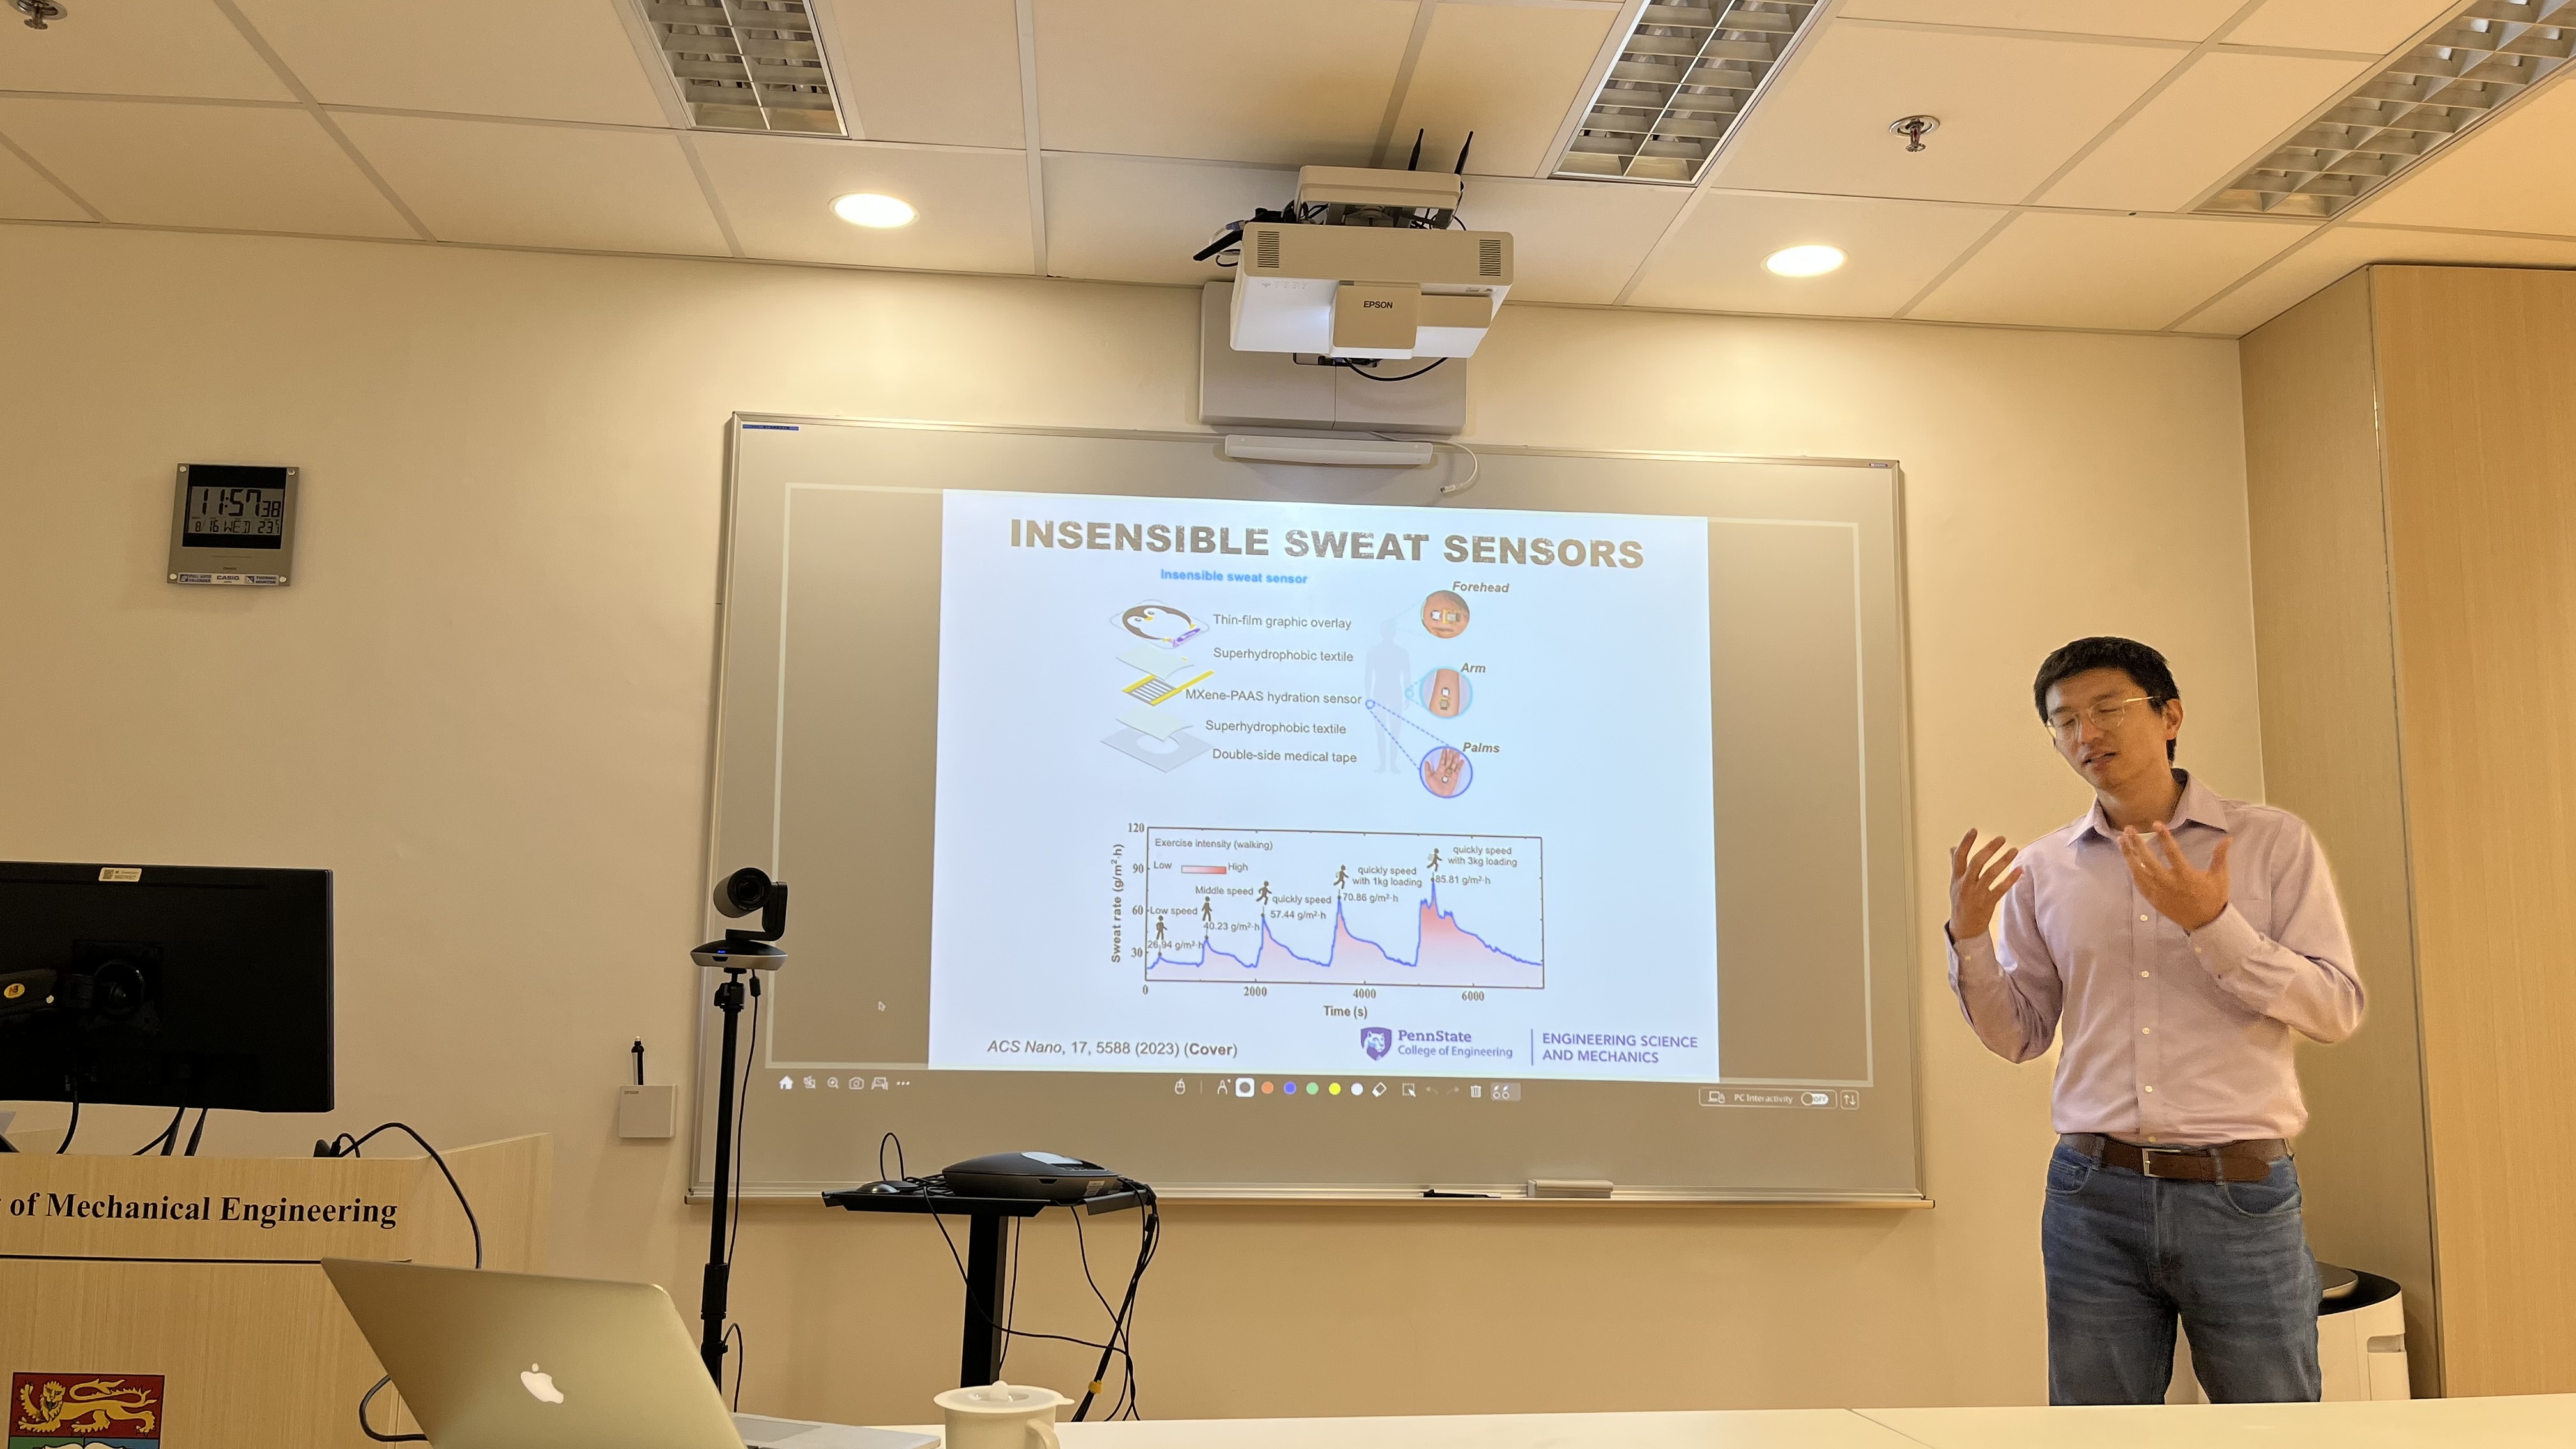 EPSON
11:57 38
8/16 WED 23.
CASIO
INSENSIBLE SWEAT SENSORS
Insensible sweat sensor
Thin-film graphic overlay
Superhydrophobic textile
MXene-PAAS hydration sensor
Superhydrophobic textile
Double-side medical tape
Forehead
Arm
Palms
120
90
60
30
Sweat rate (g/m²·h)
Exercise intensity (walking)
Low High
Low speed
26.94 g/m²·h
Middle speed
40.23 g/m²·h
quickly speed
57.44 g/m²·h
quickly speed
with 1kg loading
70.86 g/m²·h
quickly speed
with 3kg loading
85.81 g/m²·h
0 2000 4000 6000
Time (s)
ACS Nano, 17, 5588 (2023) (Cover)
PennState
College of Engineering
ENGINEERING SCIENCE
AND MECHANICS
PC Interactivity OFF
of Mechanical Engineering